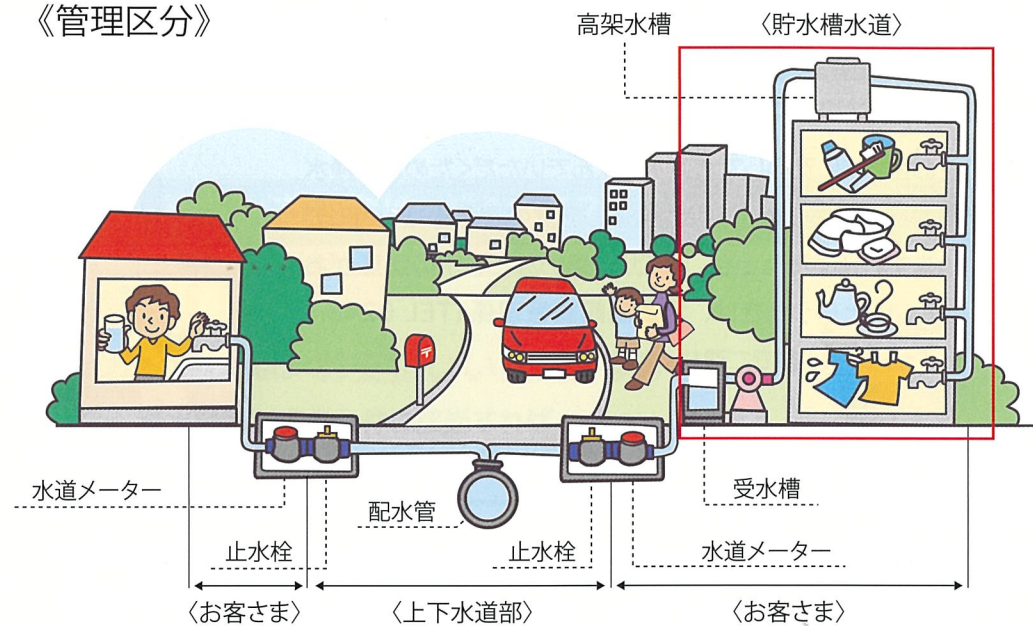 《管理区分》
高架水槽
〈貯水槽水道〉
水道メーター
配水管
受水槽
止水栓
止水栓
水道メーター
〈お客さま〉
〈上下水道部〉
〈お客さま〉